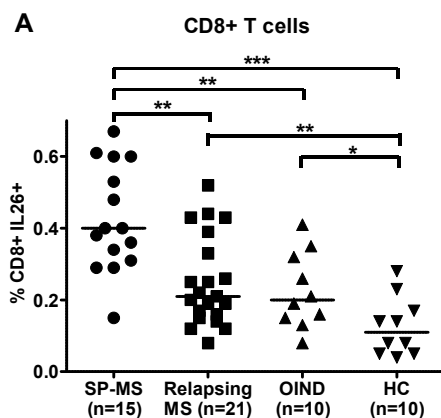 A
CD8+ T cells
***
**
** **
*
% CD8+ IL26+
0.6
0.4
0.2
0.0
SP-MS Relapsing OIND HC
(n=15) MS (n=21) (n=10) (n=10)